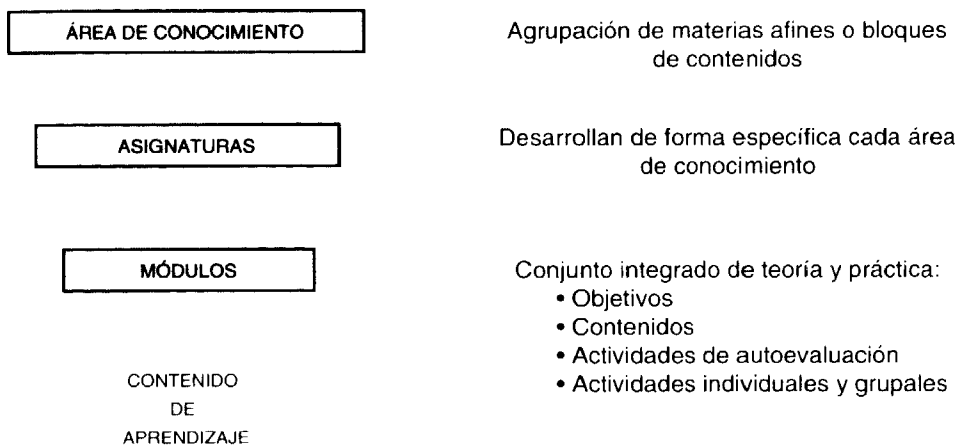 ÁREA DE CONOCIMIENTO
Agrupación de materias afines o bloques
de contenidos
ASIGNATURAS
Desarrollan de forma específica cada área
de conocimiento
MÓDULOS
Conjunto integrado de teoría y práctica:
• Objetivos
• Contenidos
• Actividades de autoevaluación
• Actividades individuales y grupales
CONTENIDO
DE
APRENDIZAJE